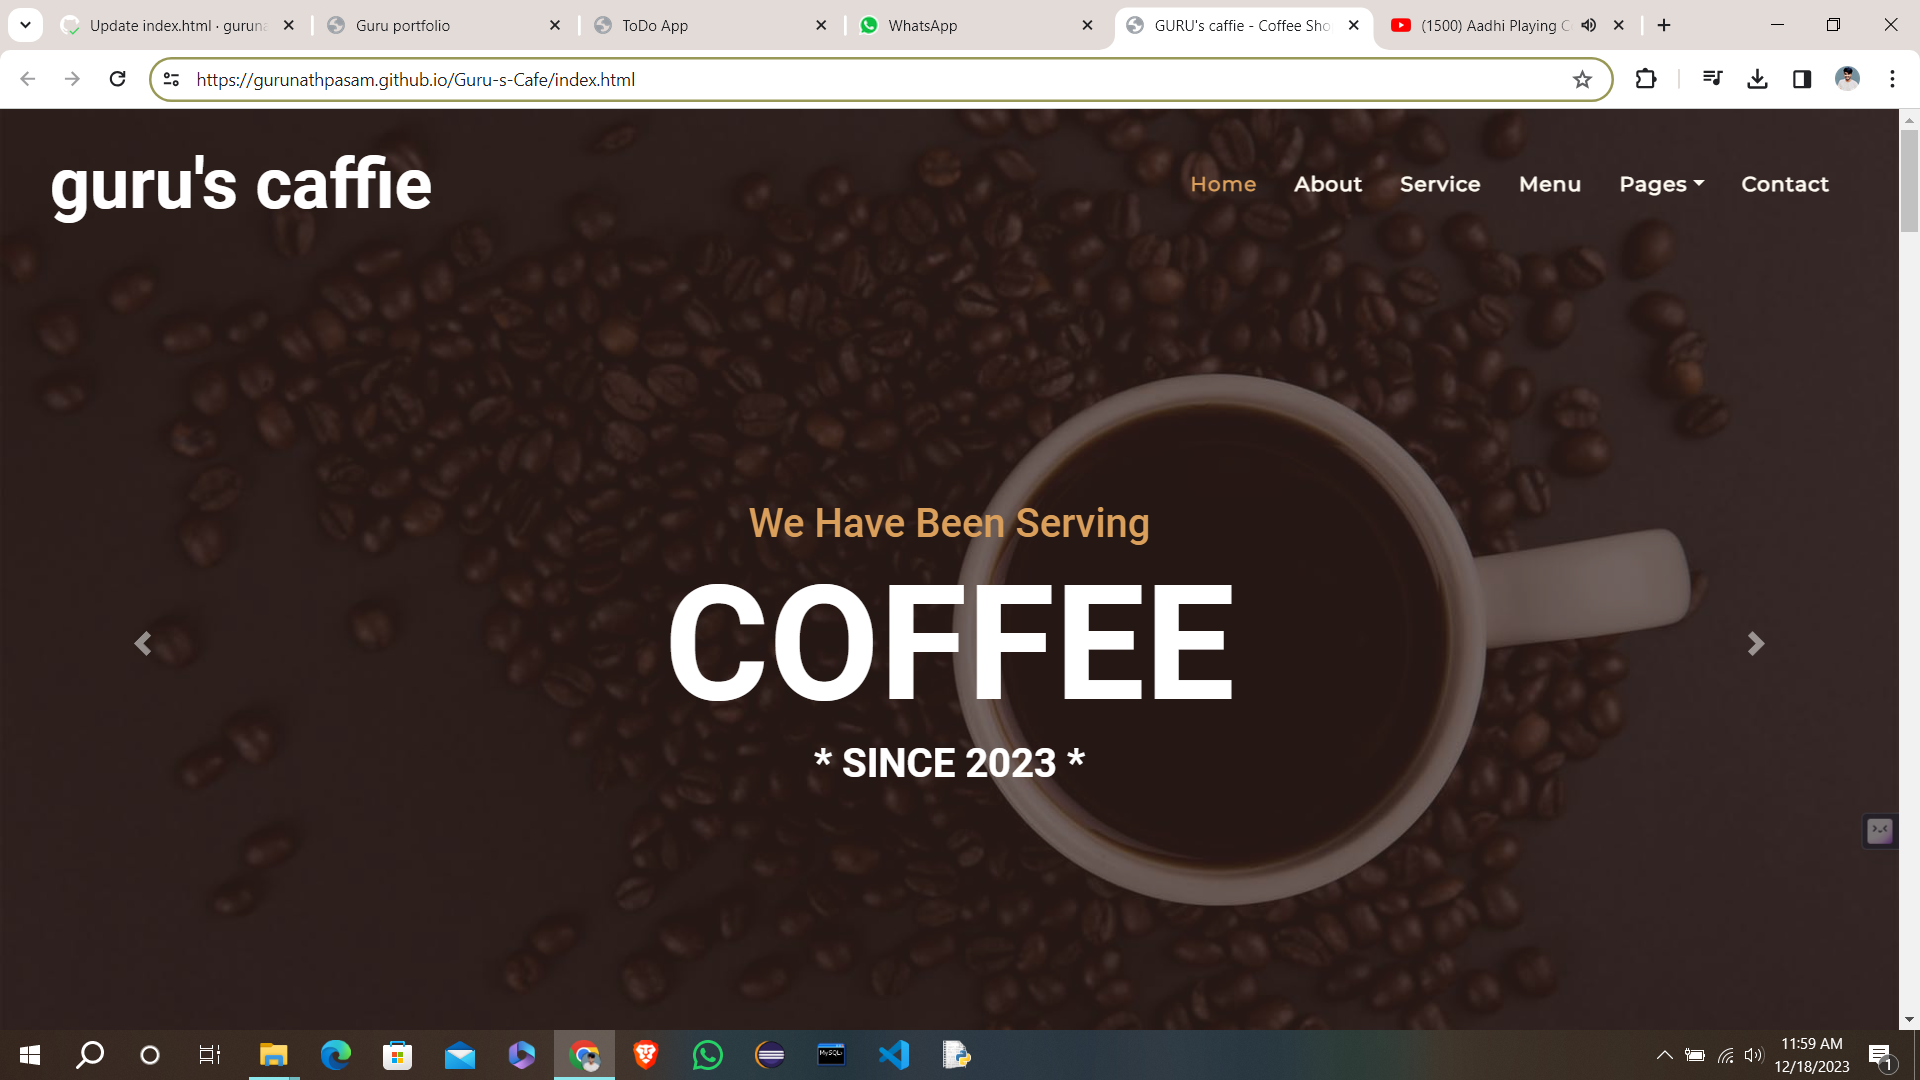 Update index.html · guruna
Guru portfolio
ToDo App
WhatsApp
GURU's caffie - Coffee Sho
(1500) Aadhi Playing C
https://gurunathpasam.github.io/Guru-s-Cafe/index.html
guru's caffie
Home
About
Service
Menu
Pages
Contact
We Have Been Serving
COFFEE
* SINCE 2023 *
MySQL
11:59 AM
12/18/2023
1